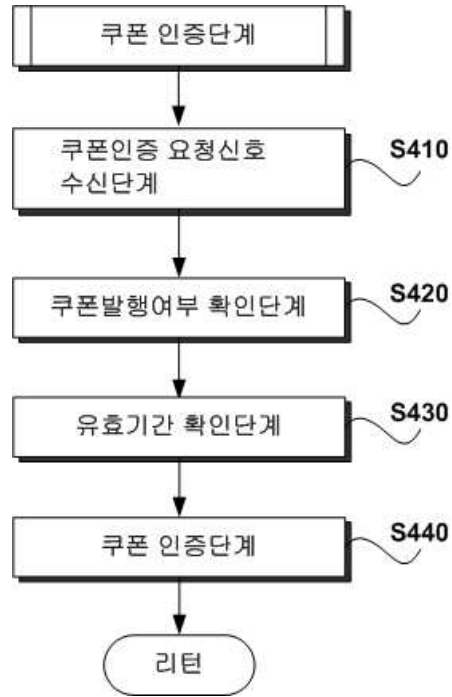 쿠폰 인증단계
쿠폰인증 요청신호
수신단계
S410
쿠폰발행여부 확인단계
S420
유효기간 확인단계
S430
쿠폰 인증단계
S440
리턴